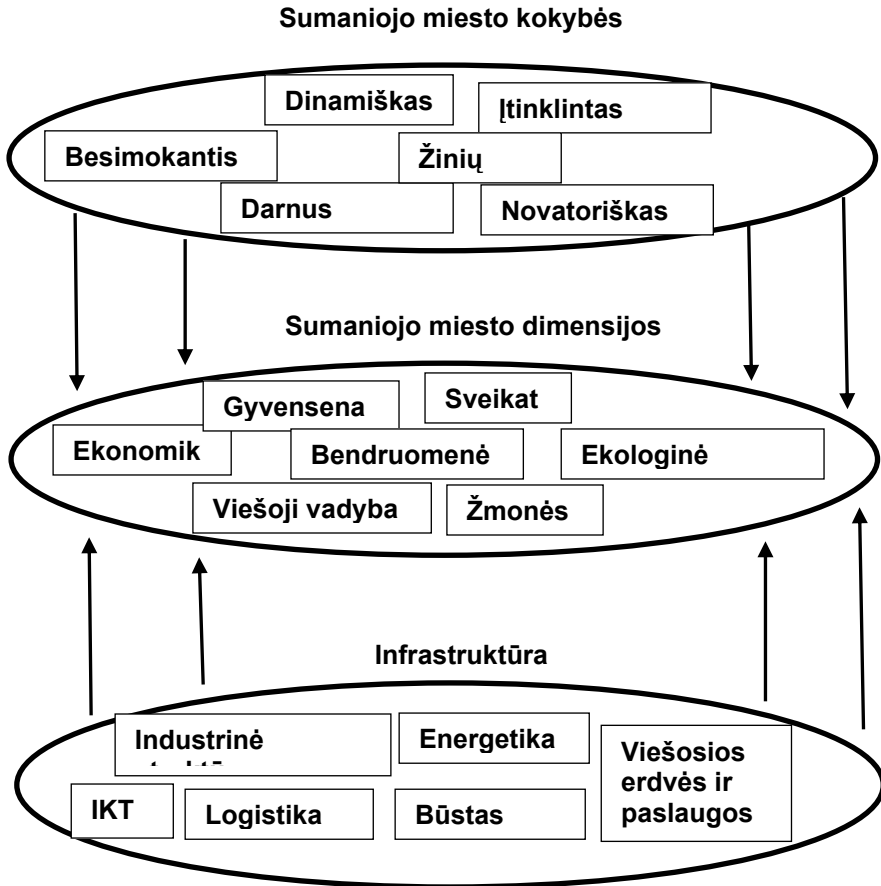 Sumaniojo miesto kokybės
Dinamiškas
Įtinklintas
Besimokantis
Žinių
Darnus
Novatoriškas
Sumaniojo miesto dimensijos
Gyvensena
Sveikat
Ekonomik
Bendruomenė
Ekologinė
Viešoji vadyba
Žmonės
Infrastruktūra
Industrinė
Energetika
Viešosios
erdvės ir
paslaugos
IKT
Logistika
Būstas